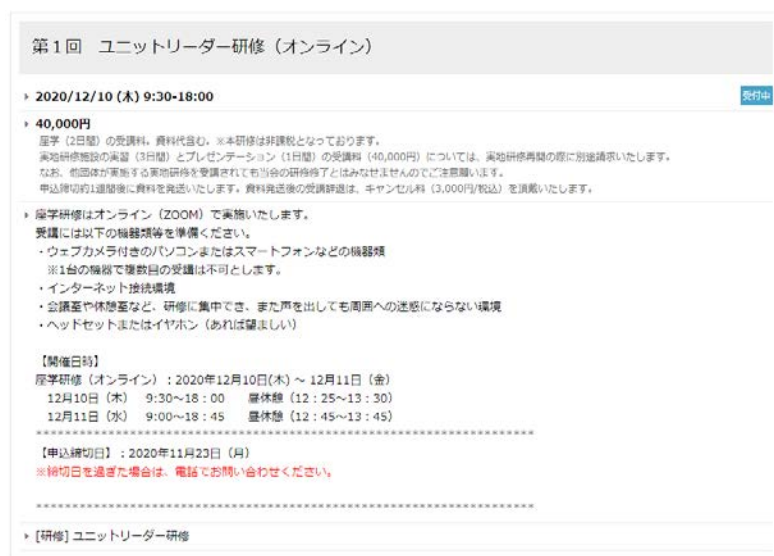 第1回 ユニットリーダー研修（オンライン）
2020/12/10 (木) 9:30-18:00
受付中
40,000円
座学（2日間）の受講料、資料代含む。※本研修は非課税となっております。
実地研修施設の実習（3日間）とプレゼンテーション（1日間）の受講料（40,000円）については、実地研修再開の際に別途請求いたします。
なお、他団体が実施する実地研修を受講されても当会の研修修了とはみなせませんのでご注意願います。
申込締切約1週間後に資料を発送いたします。資料発送後の受講辞退は、キャンセル料（3,000円/税込）を頂戴いたします。
座学研修はオンライン（ZOOM）で実施いたします。
受講には以下の機器類等を準備ください。
・ウェブカメラ付きのパソコンまたはスマートフォンなどの機器類
※1台の機器で複数目の受講は不可とします。
・インターネット接続環境
・会議室や休憩室など、研修に集中でき、また声を出しても周囲への迷惑にならない環境
・ヘッドセットまたはイヤホン（あれば望ましい）
【開催日時】
座学研修（オンライン）：2020年12月10日(木) ～ 12月11日（金）
12月10日（木） 9:30～18：00 昼休憩（12：25～13：30）
12月11日（水） 9:00～18：45 昼休憩（12：45～13：45）
**********************************************************************
【申込締切日】：2020年11月23日（月）
※締切日を過ぎた場合は、電話でお問い合わせください。
**********************************************************************
[研修] ユニットリーダー研修